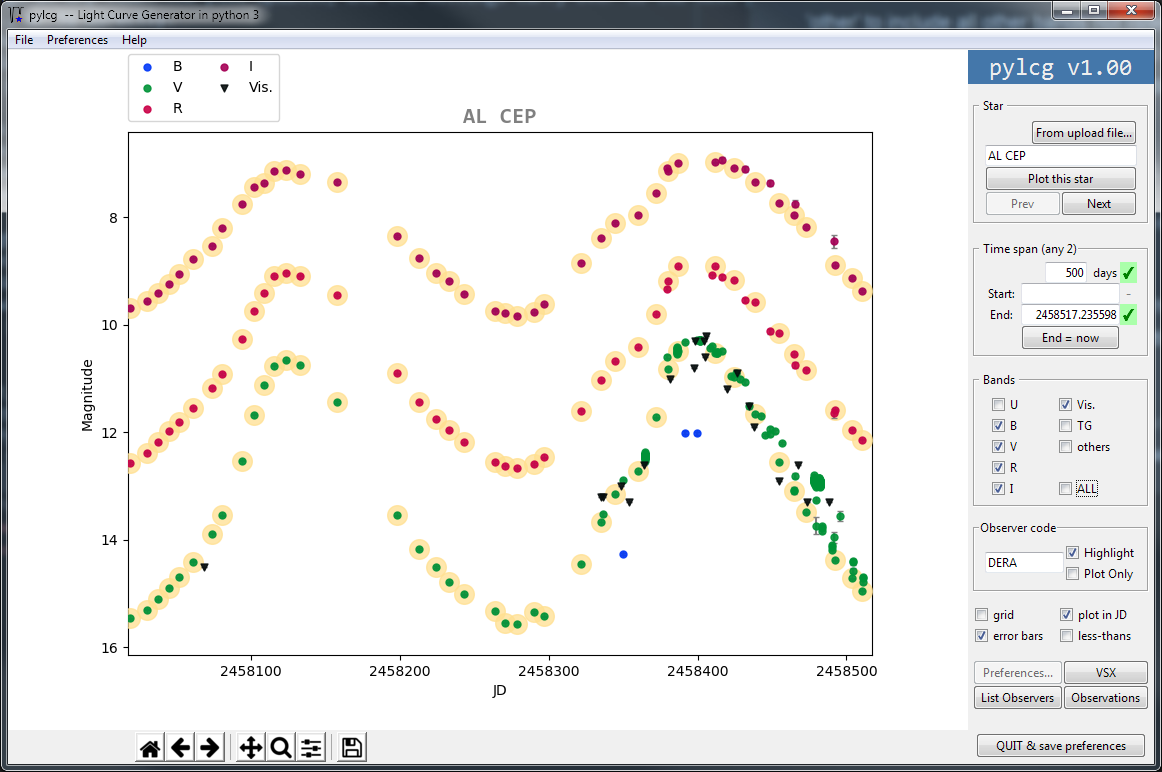 pylcg -- Light Curve Generator in python 3
File Preferences Help
B I
V Vis.
R
AL CEP
8
10
12
14
16
Magnitude
2458100 2458200 2458300 2458400 2458500
JD
pylcg v1.00
Star
From upload file...
AL CEP
Plot this star
Prev Next
Time span (any 2)
500 days ✓
Start: -
End: 2458517.235598 ✓
End = now
Bands
U Vis.
B TG
V others
R
I ALL
Observer code
DERA Highlight
Plot Only
grid plot in JD
error bars less-thans
Preferences... VSX
List Observers Observations
QUIT & save preferences